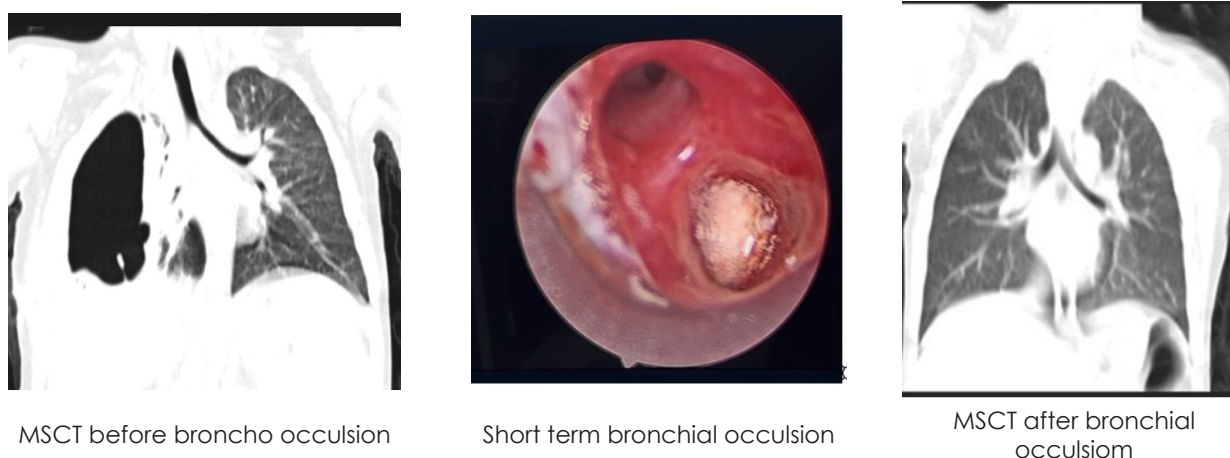 MSCT before broncho occulsion
Short term bronchial occulsion
MSCT after bronchial
occulsiom